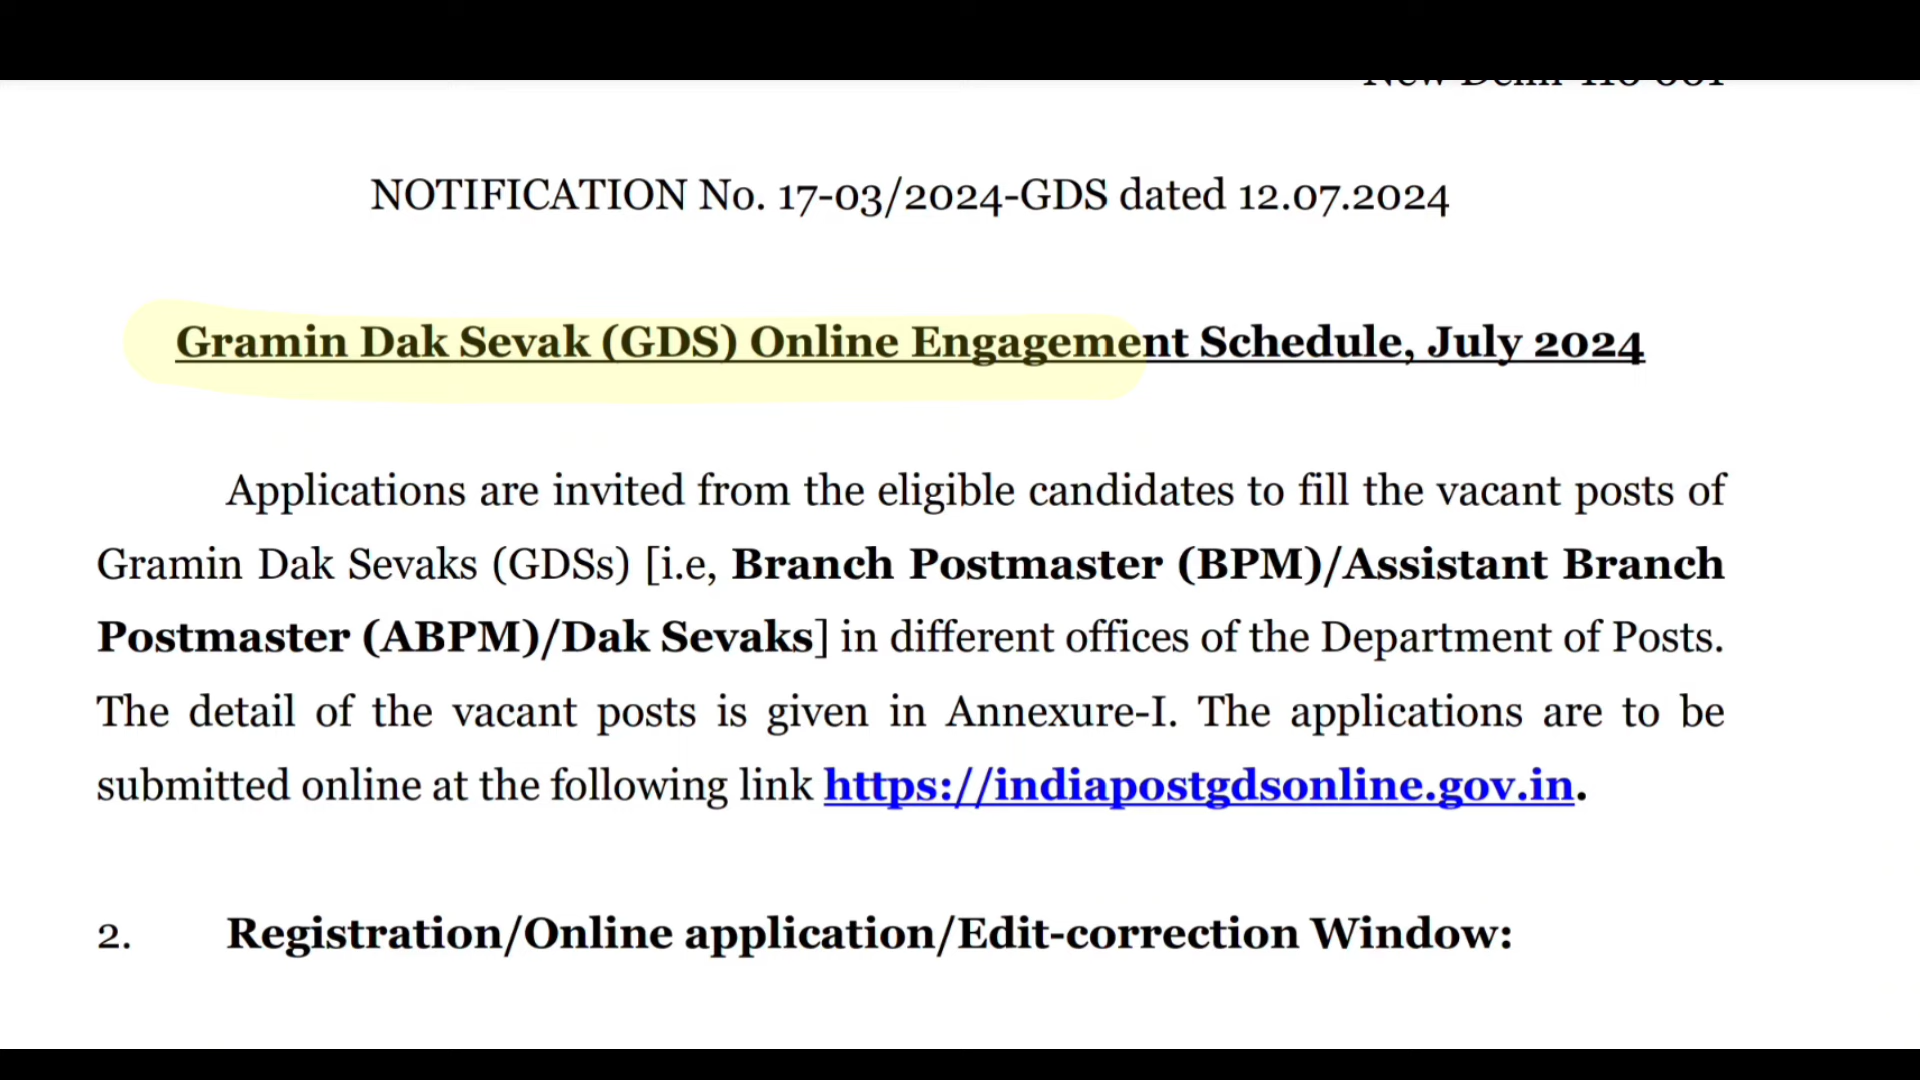 New Delhi-110 001
NOTIFICATION No. 17-03/2024-GDS dated 12.07.2024
Gramin Dak Sevak (GDS) Online Engagement Schedule, July 2024
Applications are invited from the eligible candidates to fill the vacant posts of
Gramin Dak Sevaks (GDSs) [i.e, Branch Postmaster (BPM)/Assistant Branch
Postmaster (ABPM)/Dak Sevaks] in different offices of the Department of Posts.
The detail of the vacant posts is given in Annexure-I. The applications are to be
submitted online at the following link https://indiapostgdsonline.gov.in.
2. Registration/Online application/Edit-correction Window: